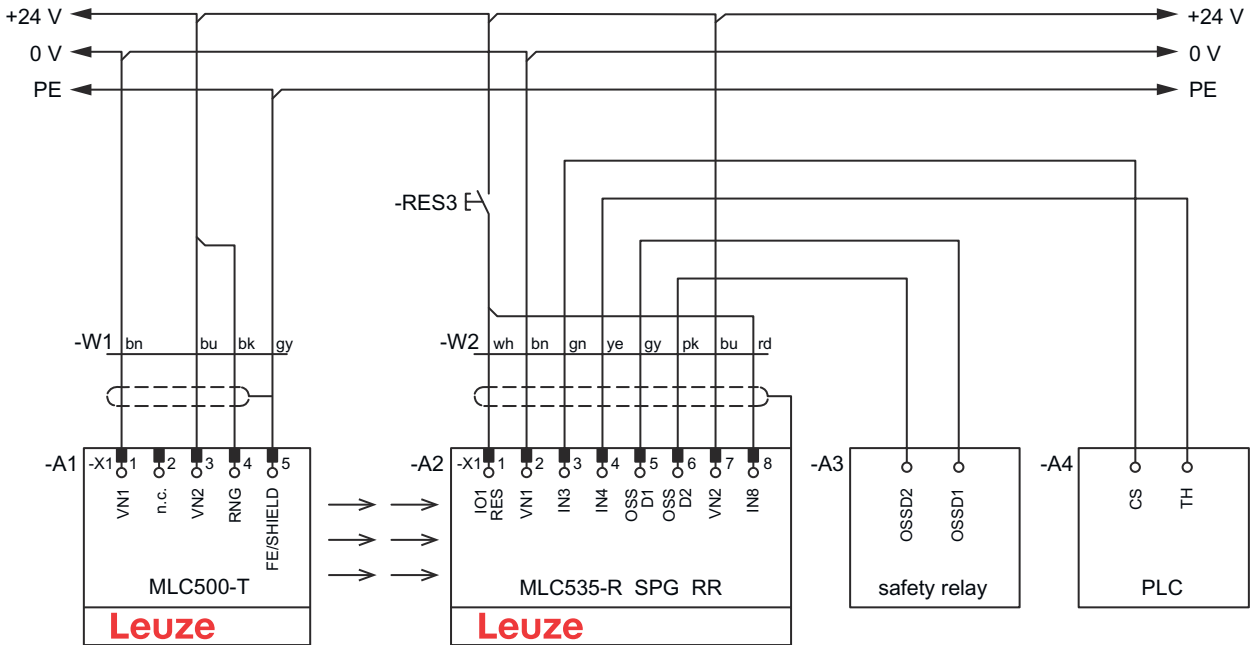 +24 V
+24 V
0 V
0 V
PE
PE
-RES3
-W1 bn bu bk gy
-W2 wh bn gn ye gy pk bu rd
-A1 -X1 1 2 3 4 5
VN1
n.c.
VN2
RNG
FE/SHIELD
MLC500-T
Leuze
-A2 -X1 1 2 3 4 5 6 7 8
IO1
RES
VN1
IN3
IN4
OSS
D1
OSS
D2
VN2
IN8
MLC535-R SPG RR
Leuze
-A3
OSSD2
OSSD1
safety relay
-A4
CS
TH
PLC